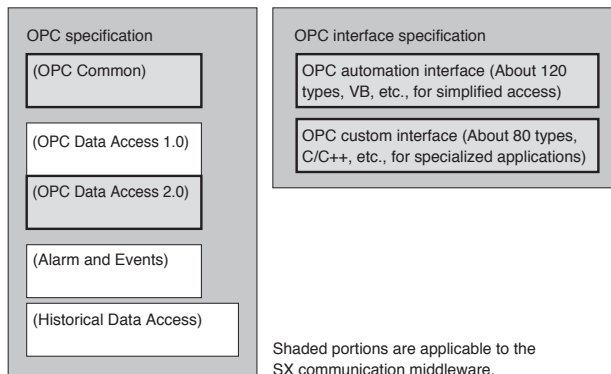 OPC specification
(OPC Common)
(OPC Data Access 1.0)
(OPC Data Access 2.0)
(Alarm and Events)
(Historical Data Access)
OPC interface specification
OPC automation interface (About 120
types, VB, etc., for simplified access)
OPC custom interface (About 80 types,
C/C++, etc., for specialized applications)
Shaded portions are applicable to the
SX communication middleware.